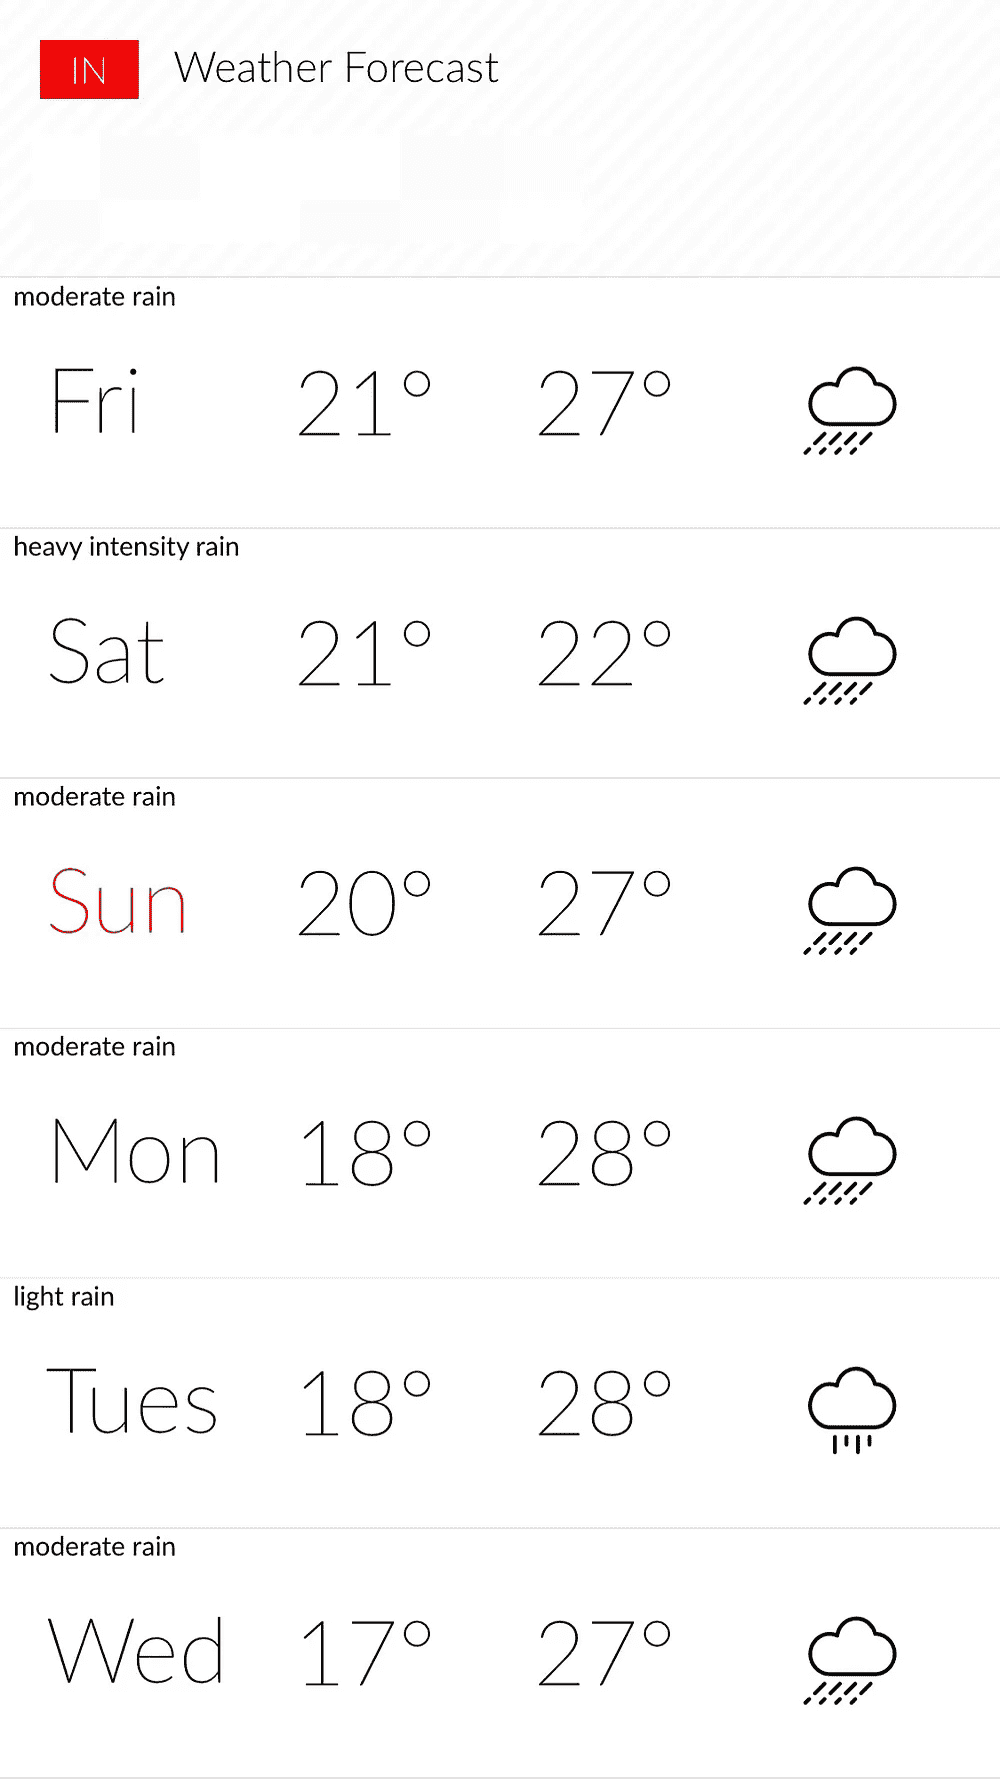 IN Weather Forecast
moderate rain
Fri 21° 27°
heavy intensity rain
Sat 21° 22°
moderate rain
Sun 20° 27°
moderate rain
Mon 18° 28°
light rain
Tues 18° 28°
moderate rain
Wed 17° 27°